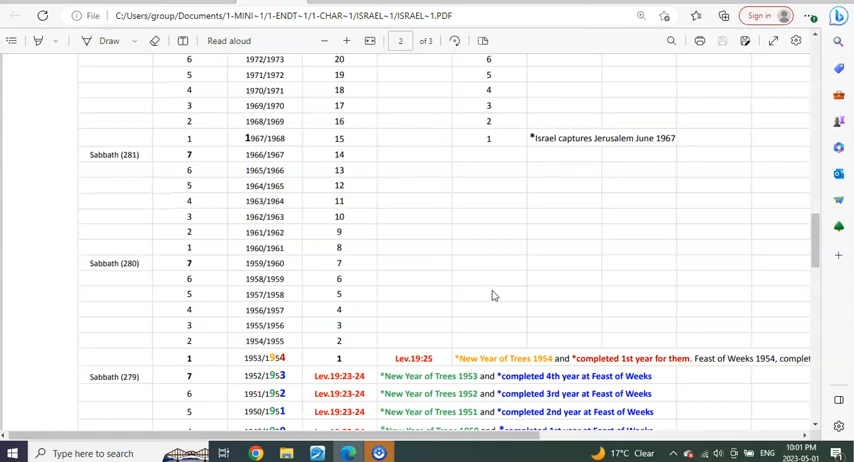 File C:/Users/group/Documents/1-MINI~1/1-ENDT~1/1-CHAR~1/ISRAEL~1/ISRAEL~1.PDF Sign in
Draw Read aloud 2 of 3
6 1972/1973 20 6
5 1971/1972 19 5
4 1970/1971 18 4
3 1969/1970 17 3
2 1968/1969 16 2
1 1967/1968 15 1 *Israel captures Jerusalem June 1967
Sabbath (281) 7 1966/1967 14
6 1965/1966 13
5 1964/1965 12
4 1963/1964 11
3 1962/1963 10
2 1961/1962 9
1 1960/1961 8
Sabbath (280) 7 1959/1960 7
6 1958/1959 6
5 1957/1958 5
4 1956/1957 4
3 1955/1956 3
2 1954/1955 2
1 1953/1954 1 Lev.19:25 *New Year of Trees 1954 and *completed 1st year for them. Feast of Weeks 1954, complet
Sabbath (279) 7 1952/1953 Lev.19:23-24 *New Year of Trees 1953 and *completed 4th year at Feast of Weeks
6 1951/1952 Lev.19:23-24 *New Year of Trees 1952 and *completed 3rd year at Feast of Weeks
5 1950/1951 Lev.19:23-24 *New Year of Trees 1951 and *completed 2nd year at Feast of Weeks
Type here to search 17°C Clear ENG 10:01 PM
2023-05-01